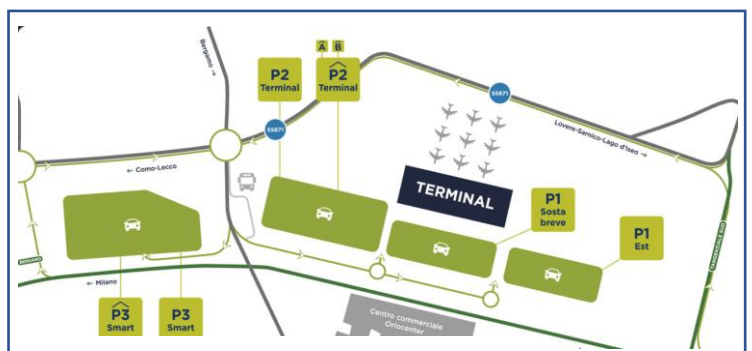 Bergamo →
A
B
P2
Terminal
P2
Terminal
SS671
SS671
Lovere-Sarnico-Lago d'Iseo →
← Como-Lecco
TERMINAL
P1
Sosta
breve
P1
Est
BERGAMO
← Milano
P3
Smart
P3
Smart
Centro commerciale
Oriocenter